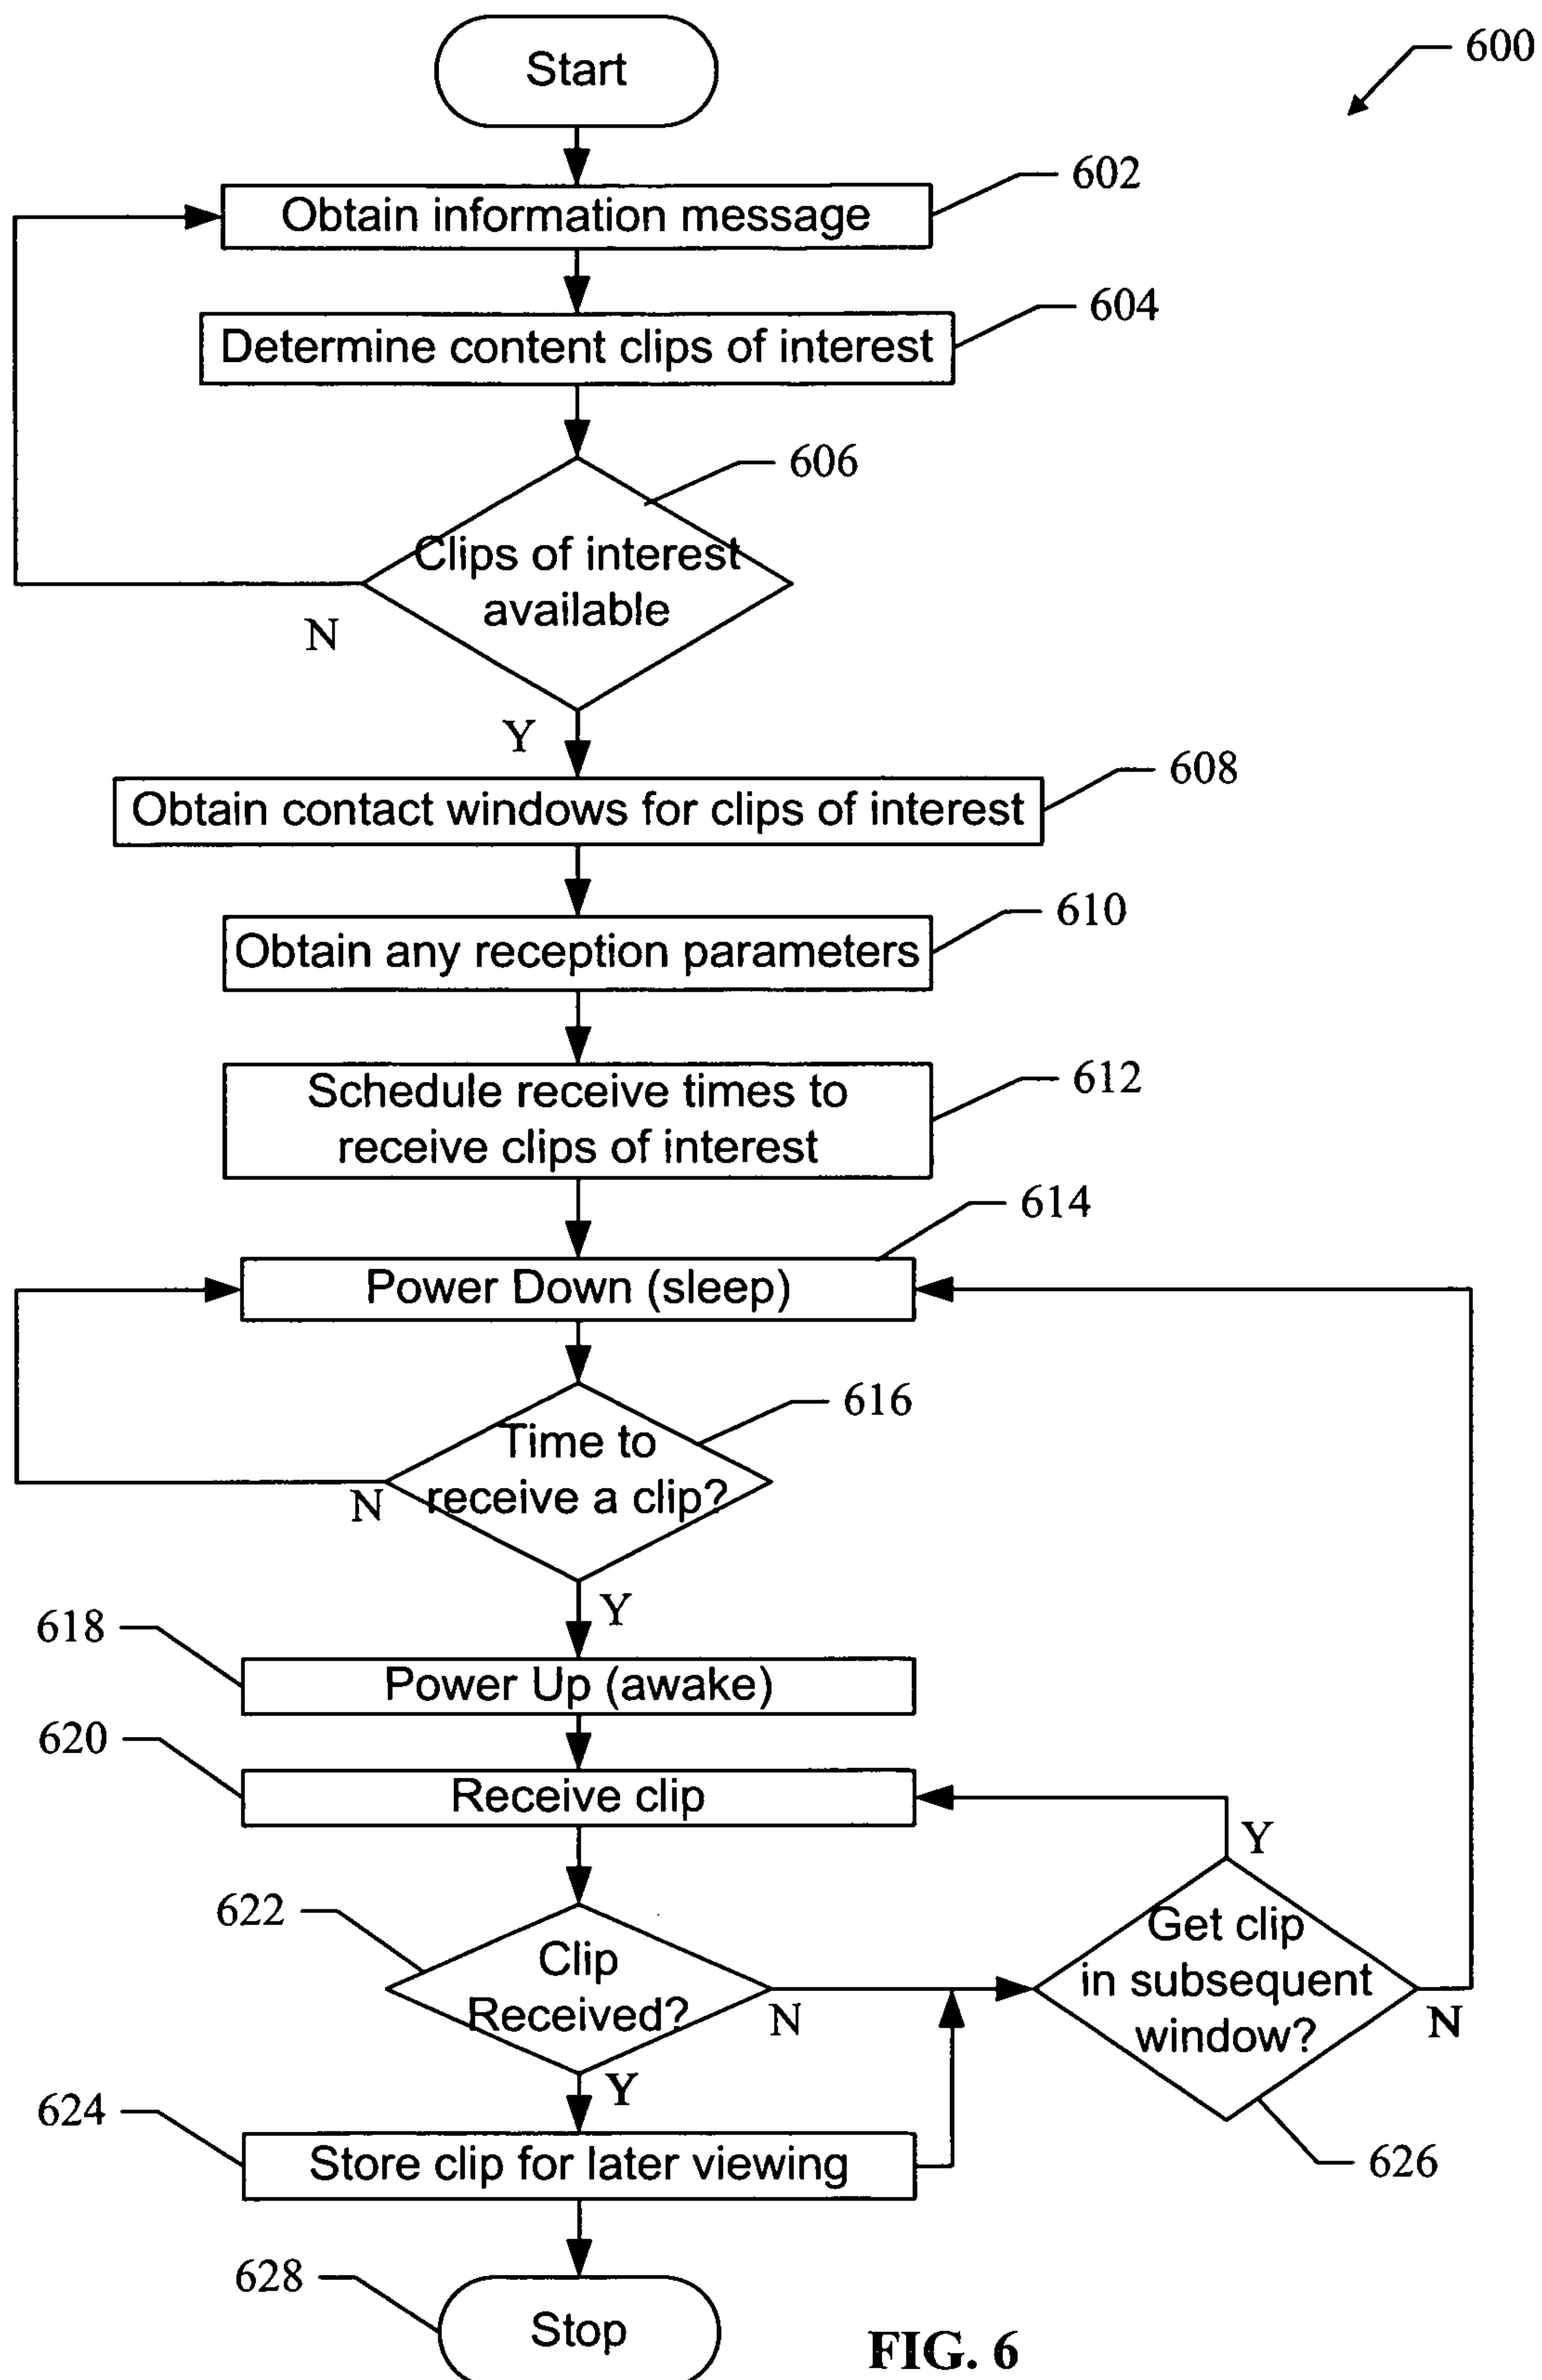 Start
600
602
Obtain information message
604
Determine content clips of interest
606
Clips of interest
available
N
Y
608
Obtain contact windows for clips of interest
610
Obtain any reception parameters
612
Schedule receive times to
receive clips of interest
614
Power Down (sleep)
616
Time to
receive a clip?
N
Y
618
Power Up (awake)
620
Receive clip
Y
622
Clip
Received?
N
Get clip
in subsequent
window?
N
Y
624
Store clip for later viewing
626
628
Stop
FIG. 6